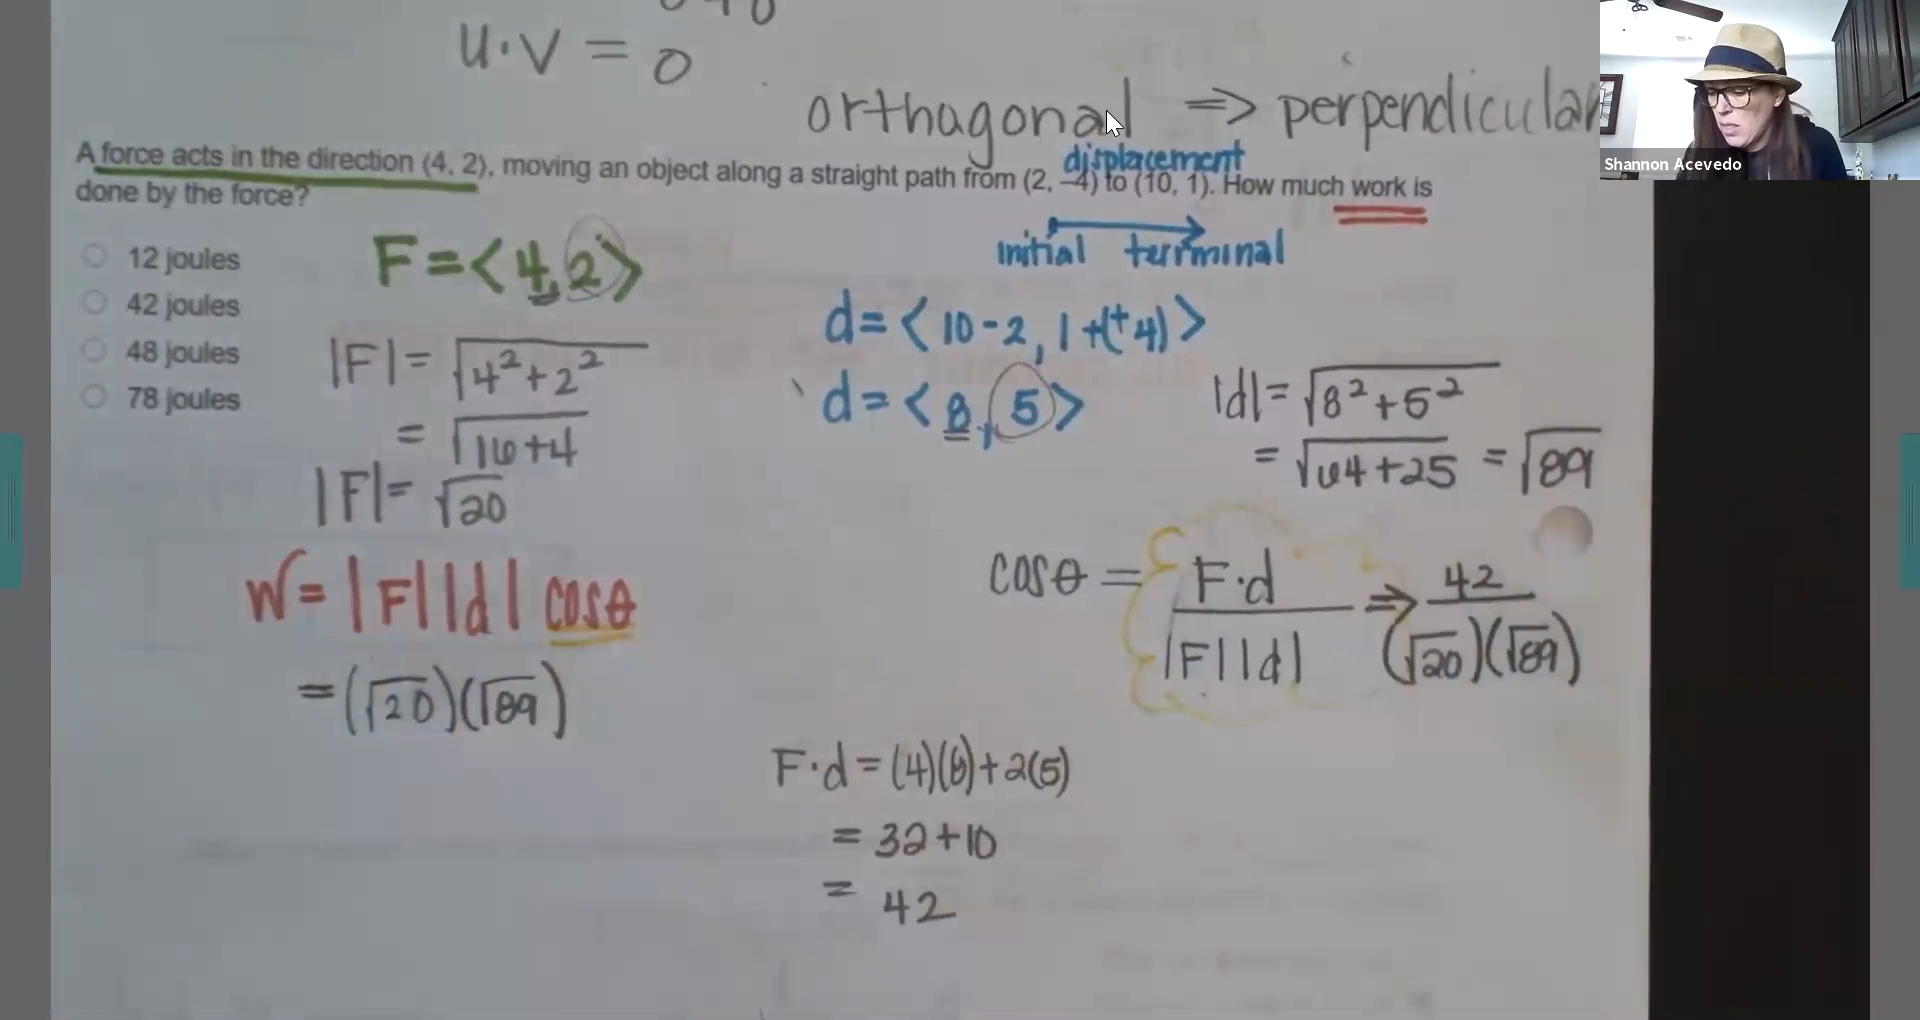 u·v = 0
orthagonal ⇒ perpendicular
Shannon Acevedo
displacement
A force acts in the direction (4, 2), moving an object along a straight path from (2, –4) to (10, 1). How much work is
done by the force?
initial terminal
12 joules
42 joules
48 joules
78 joules
F = <4, 2>
|F| = √4² + 2²
= √16+4
|F| = √20
d = <10 - 2, 1 +(+4)>
d = <8, 5>
|d| = √8² + 5²
= √64+25 = √89
W = |F||d| cosθ
= (√20)(√89)
cosθ = F·d / |F||d| ⇒ 42 / (√20)(√89)
F·d = (4)(8) + 2(5)
= 32 + 10
= 42